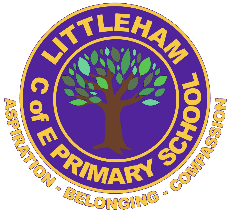 LITTLEHAM
C of E PRIMARY SCHOOL
ASPIRATION - BELONGING - COMPASSION